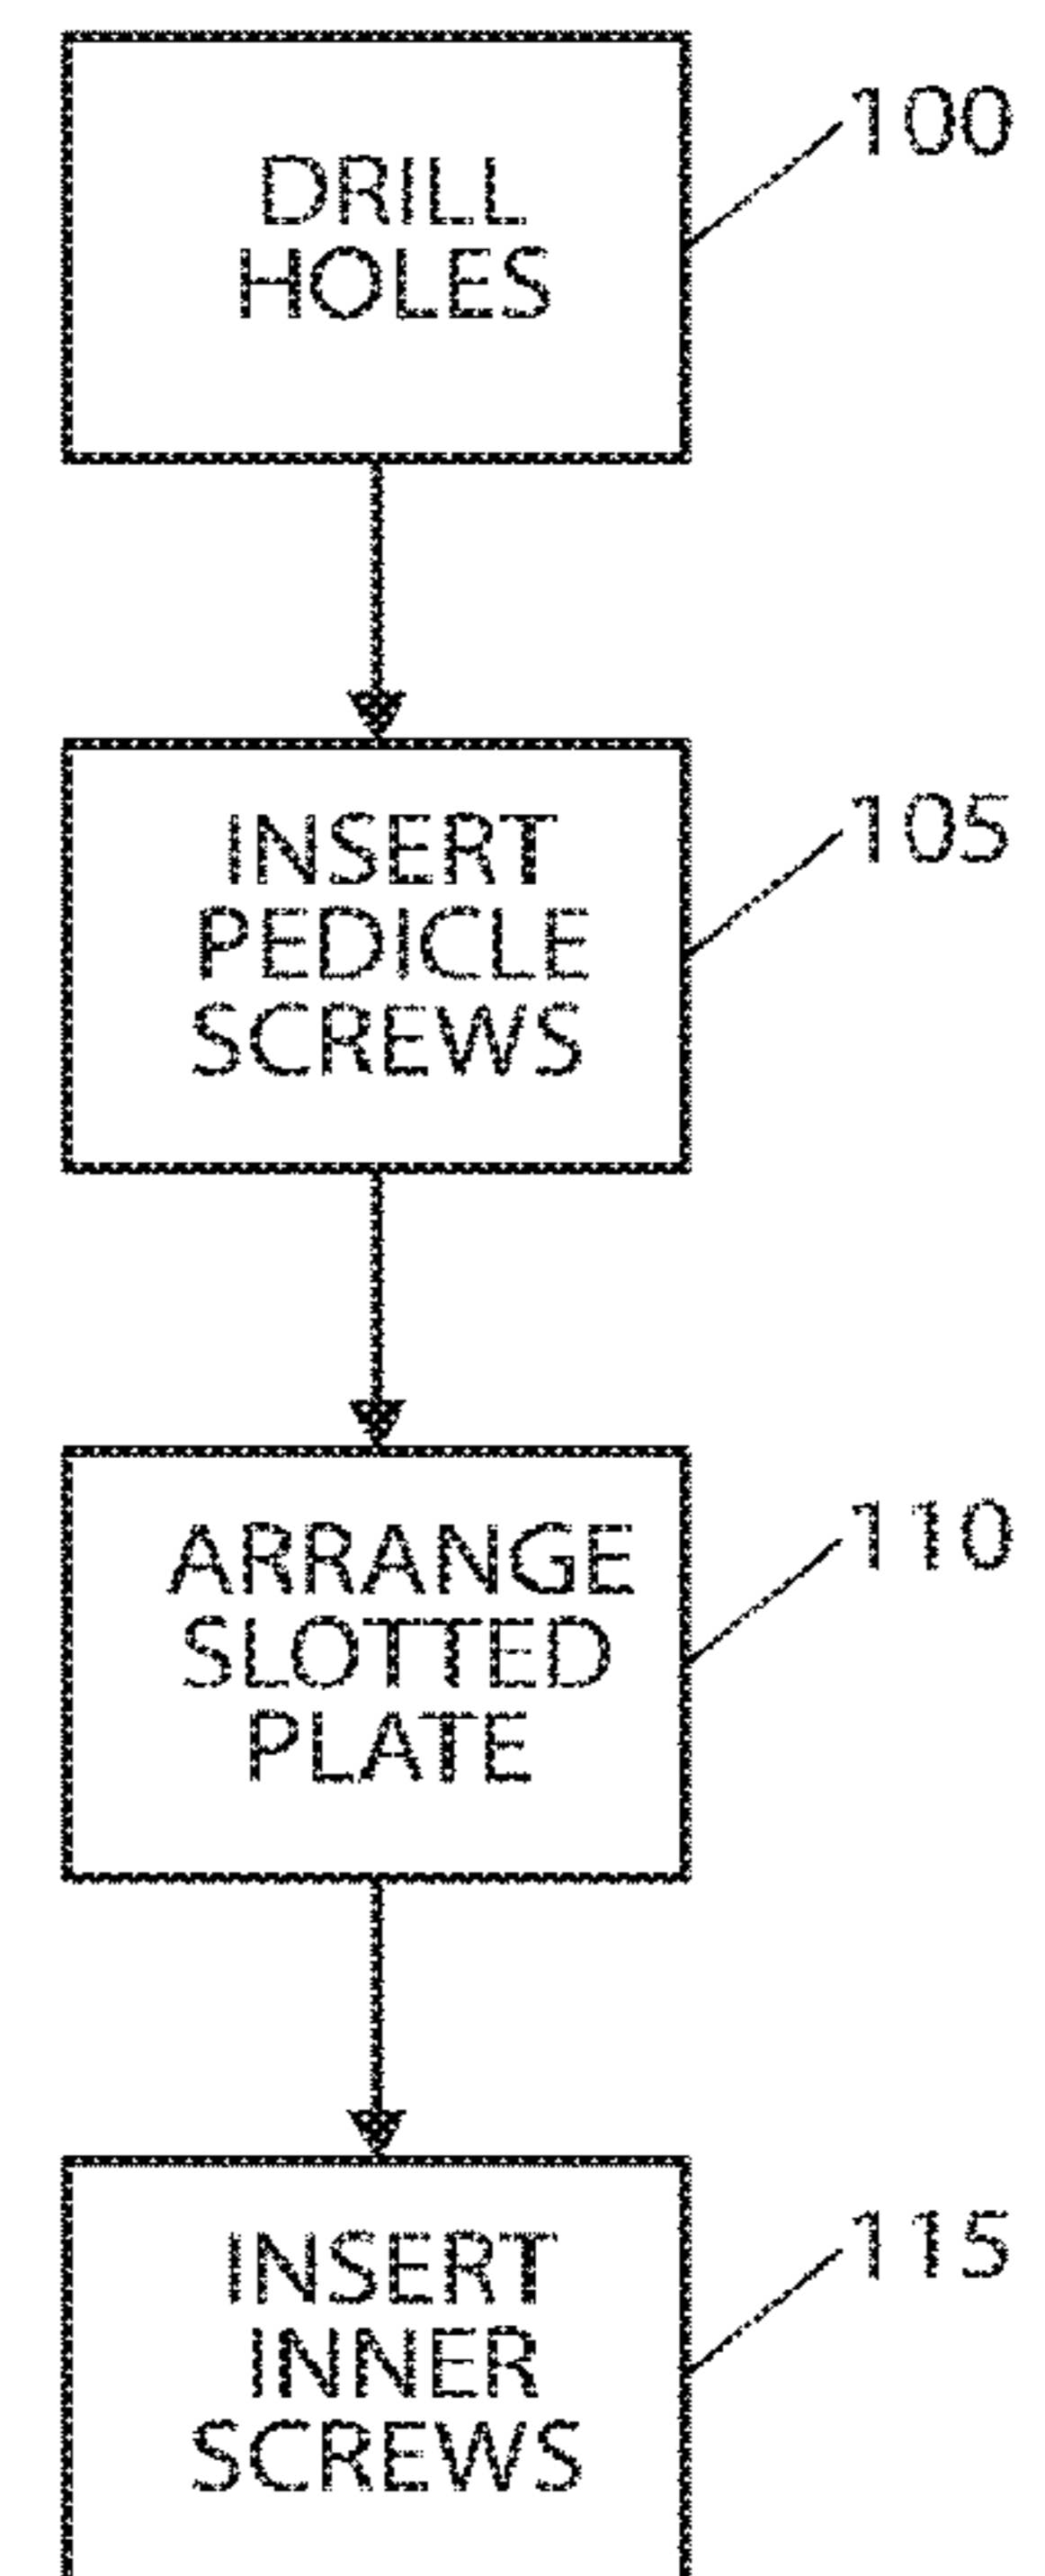 DRILL
HOLES
100
INSERT
PEDICLE
SCREWS
105
ARRANGE
SLOTTED
PLATE
110
INSERT
INNER
SCREWS
115